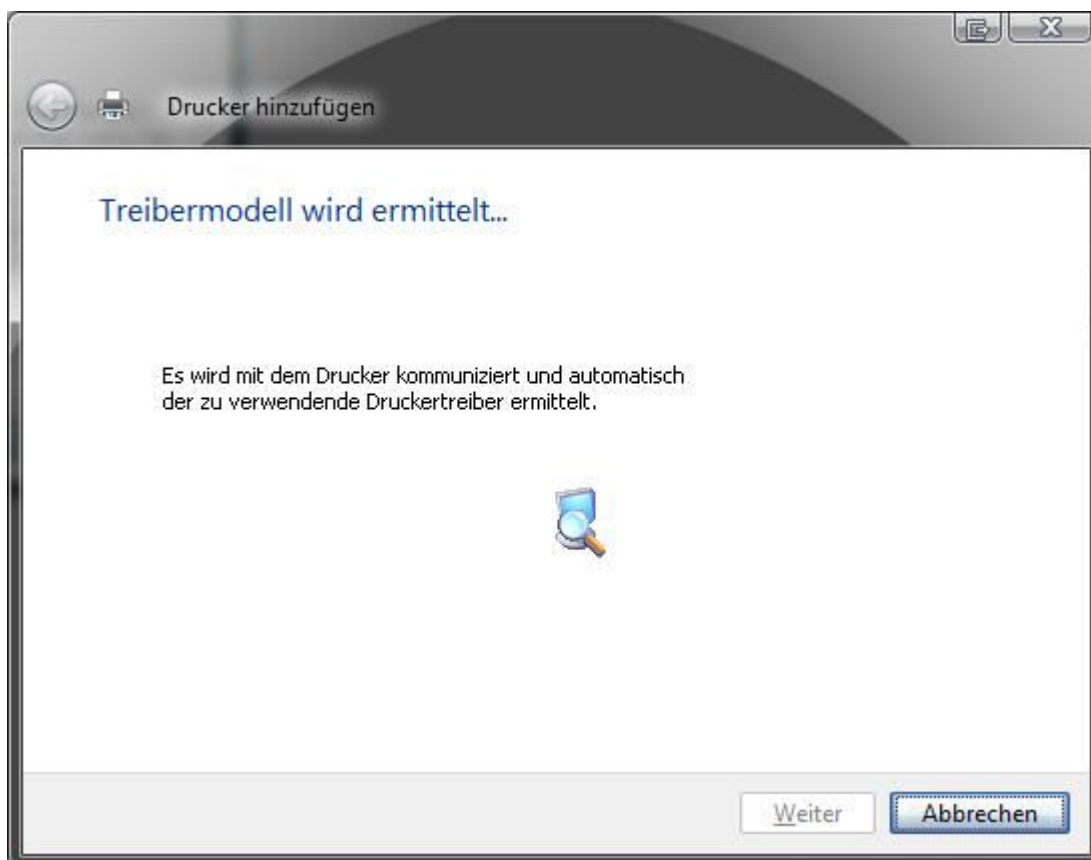 Drucker hinzufügen
Treibermodell wird ermittelt...
Es wird mit dem Drucker kommuniziert und automatisch
der zu verwendende Druckertreiber ermittelt.
Weiter
Abbrechen